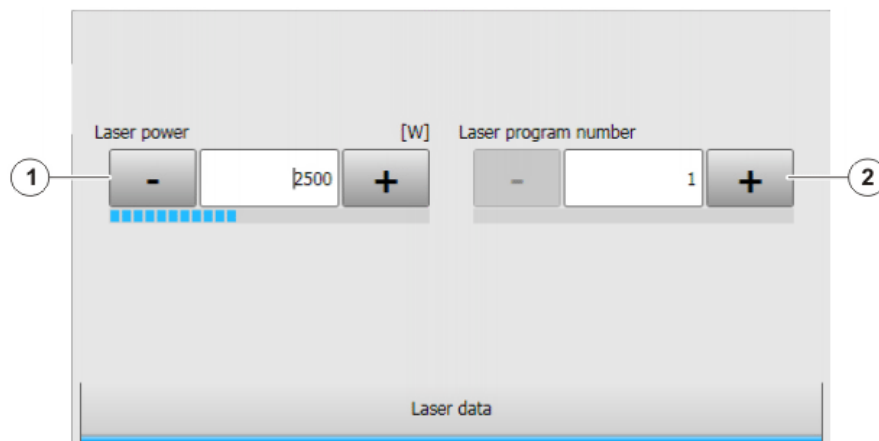 Laser power [W] Laser program number
1 - 2500 + - 1 + 2
Laser data